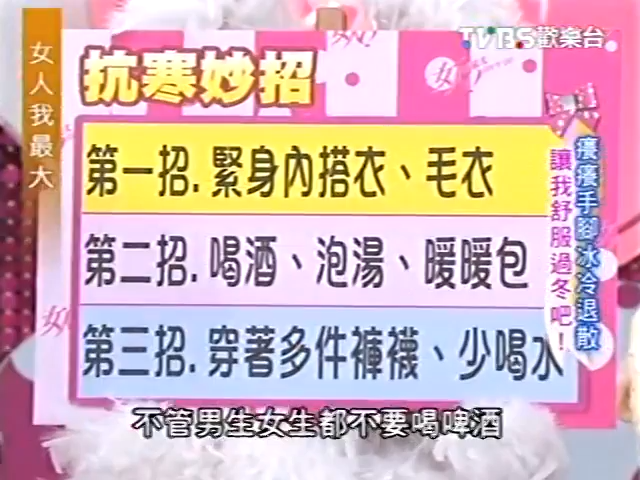 TVBS歡樂台
女人我最大
抗寒妙招
第一招.緊身內搭衣、毛衣
第二招.喝酒、泡湯、暖暖包
第三招.穿著多件褲襪、少喝水
癢癢手腳冰冷退散
讓我舒服過冬吧！
不管男生女生都不要喝啤酒